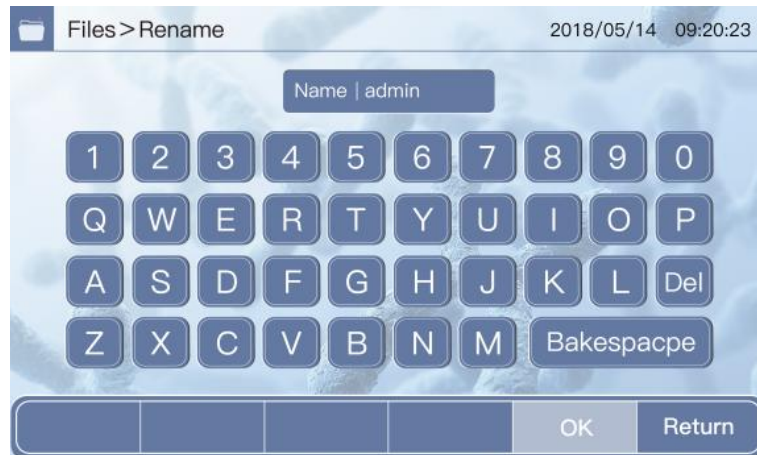 Files>Rename 2018/05/14 09:20:23
Name | admin
1 2 3 4 5 6 7 8 9 0
Q W E R T Y U I O P
A S D F G H J K L Del
Z X C V B N M Bakespacpe
OK Return